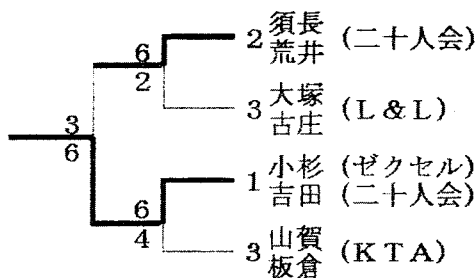 6 2 須長 荒井 (二十人会)
2
3 大塚 古庄 (L&L)
3
6
1 小杉 (ゼクセル)
吉田 (二十人会)
6
4
3 山賀 板倉 (KTA)